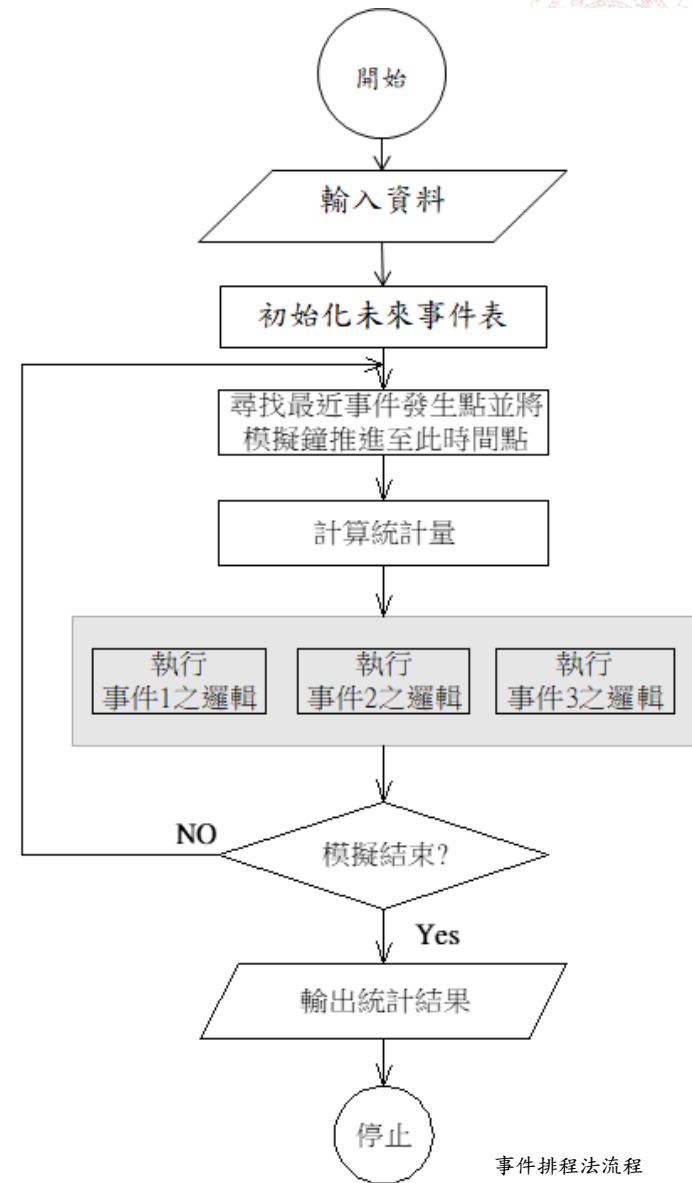 開始
輸入資料
初始化未來事件表
尋找最近事件發生點並將
模擬鐘推進至此時間點
計算統計量
執行
事件1之邏輯
執行
事件2之邏輯
執行
事件3之邏輯
NO
模擬結束?
Yes
輸出統計結果
停止
事件排程法流程